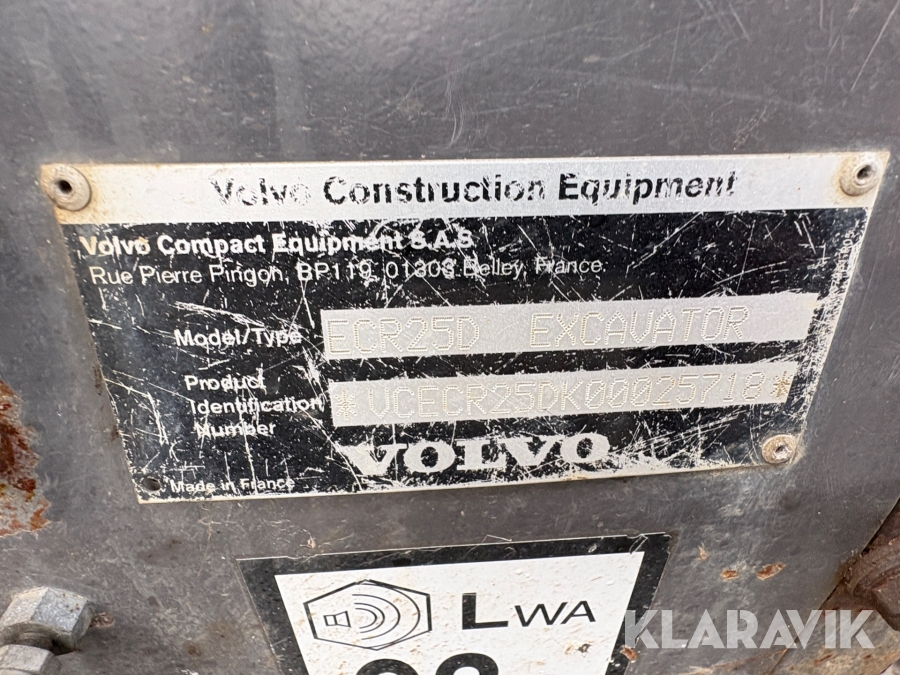 Volvo Construction Equipment
Volvo Compact Equipment S.A.S
Rue Pierre Pingon, BP119, 01303 Belley, France.
Model/Type ECR25D EXCAVATOR
Product
Identification
Number
*VCECR25DK00025718*
VOLVO
Made in France
LWA
KLARAVIK